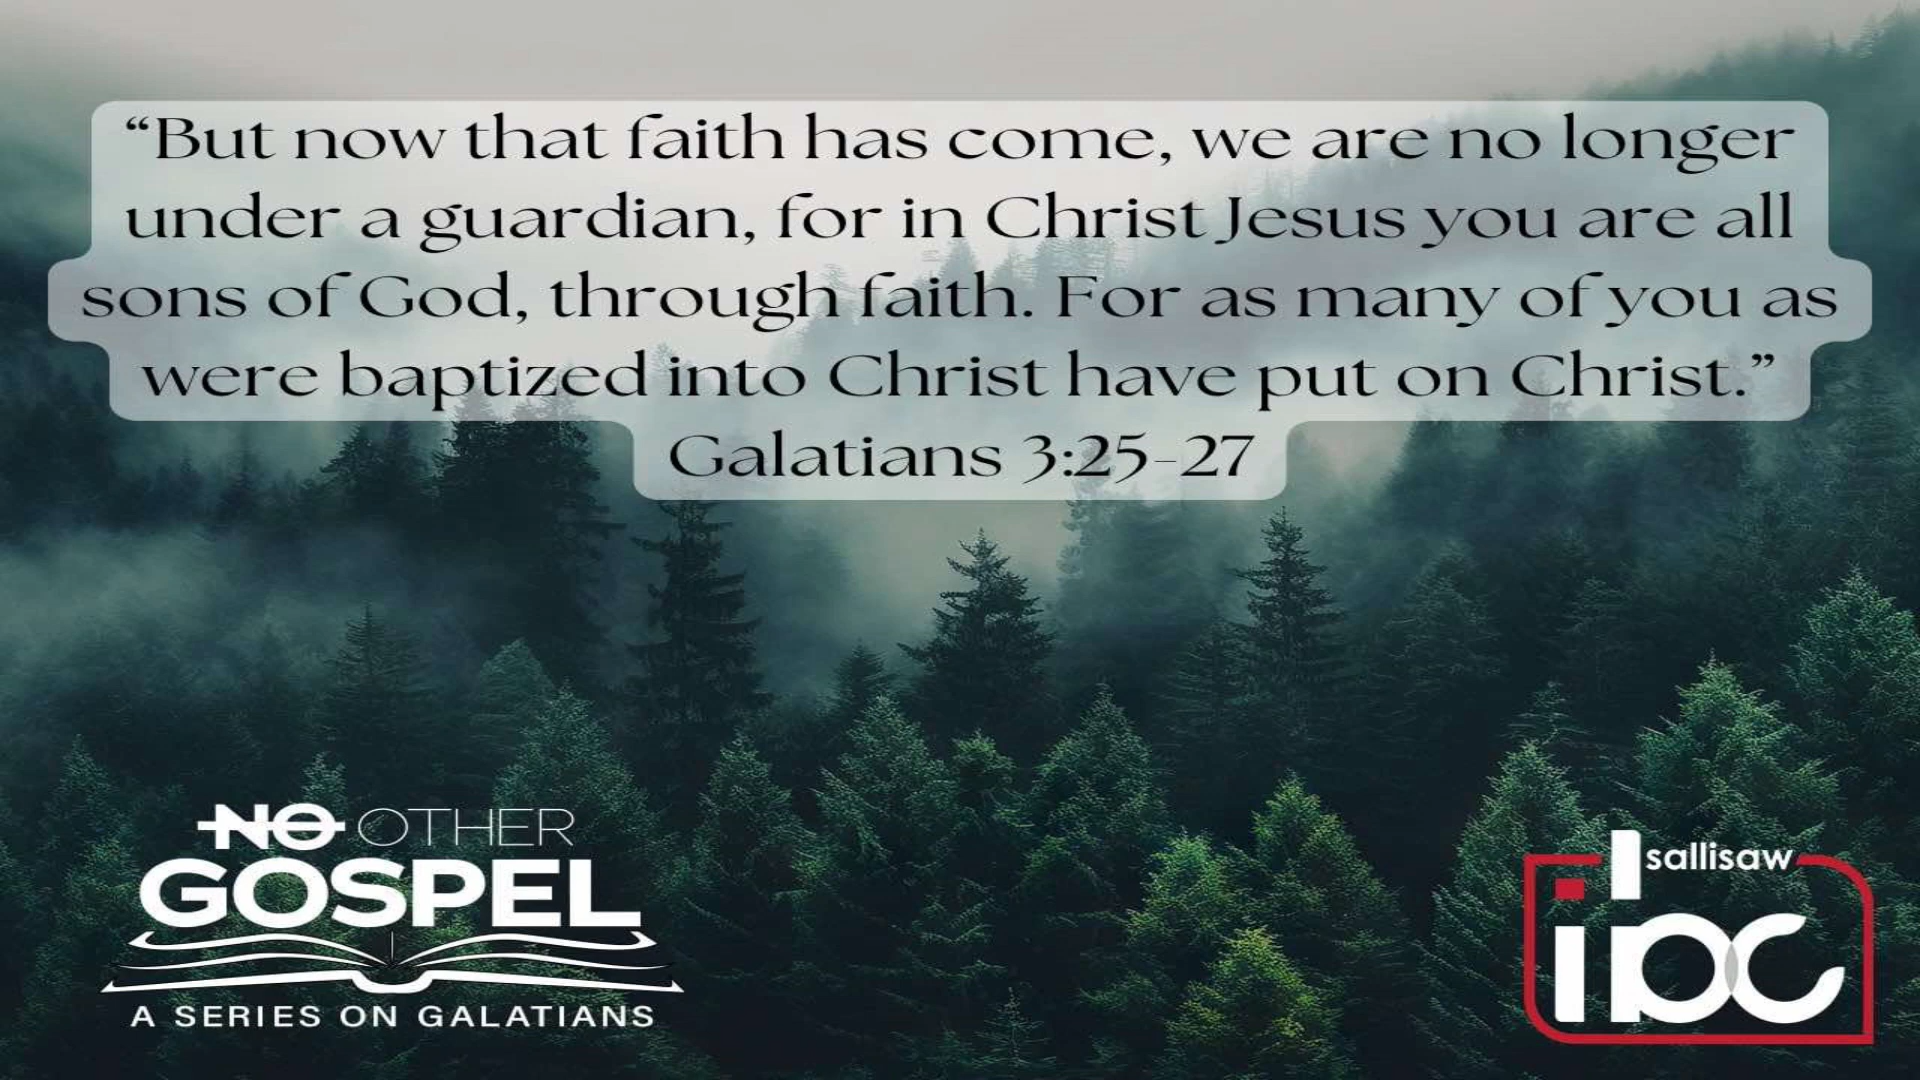 “But now that faith has come, we are no longer
under a guardian, for in Christ Jesus you are all
sons of God, through faith. For as many of you as
were baptized into Christ have put on Christ.”
Galatians 3:25-27
NO OTHER
GOSPEL
A SERIES ON GALATIANS
sallisaw
ibc